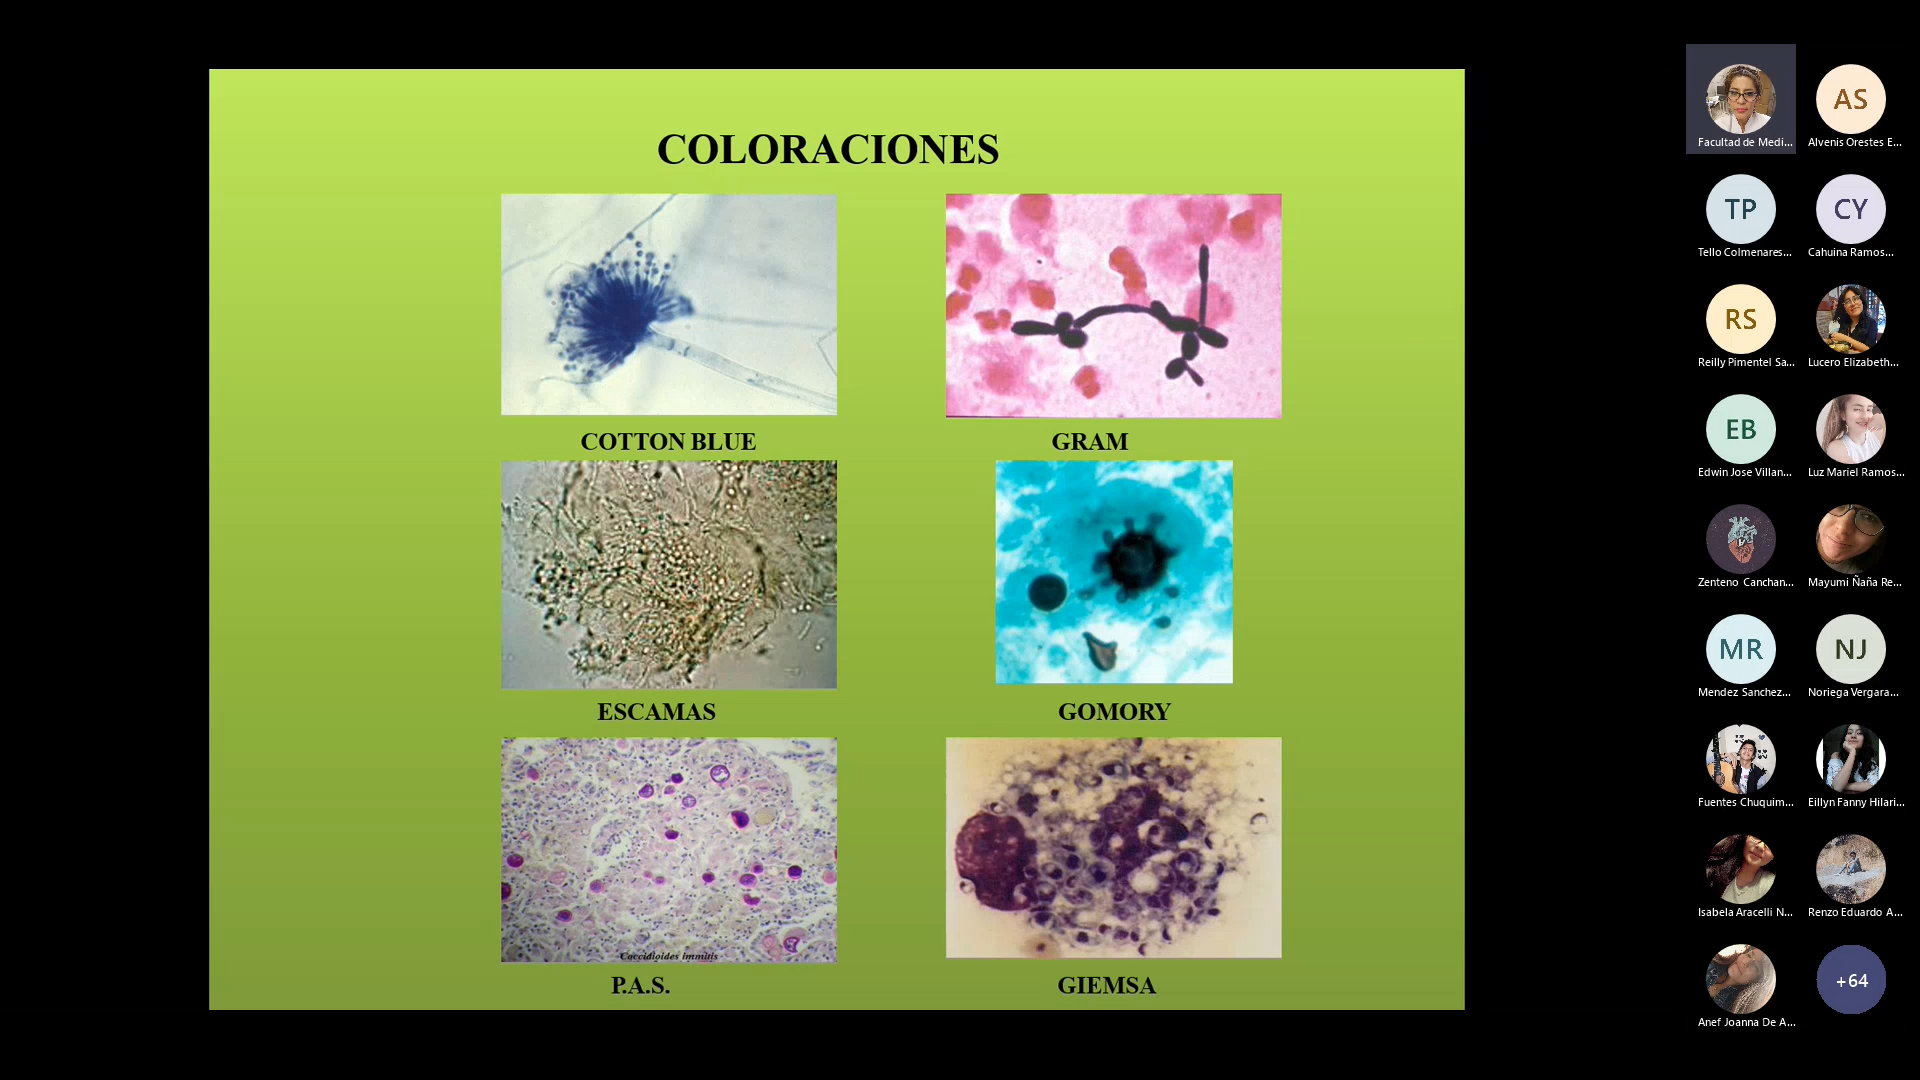 COLORACIONES
COTTON BLUE
GRAM
ESCAMAS
GOMORY
Coccidioides immitis
P.A.S.
GIEMSA
Facultad de Medi...
AS
Alvenis Orestes E...
TP
Tello Colmenares...
CY
Cahuina Ramos...
RS
Reilly Pimentel Sa...
Lucero Elizabeth...
EB
Edwin Jose Villan...
Luz Mariel Ramos...
Zenteno Canchan...
Mayumi Ñaña Re...
MR
Mendez Sanchez...
NJ
Noriega Vergara...
Fuentes Chuquim...
Eillyn Fanny Hilari...
Isabela Aracelli N...
Renzo Eduardo A...
Anef Joanna De A...
+64